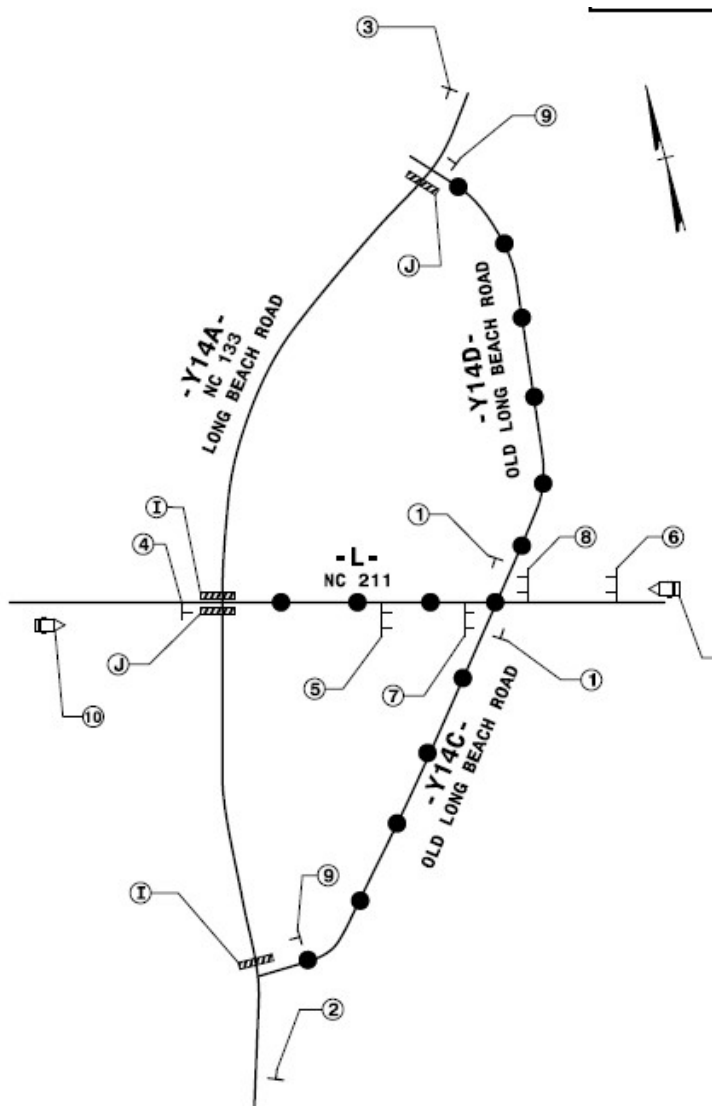 3
9
J
-Y14A-
NC 133
LONG BEACH ROAD
-Y14D-
OLD LONG BEACH ROAD
I
4
1
8
6
-L-
NC 211
J
5
7
1
10
-Y14C-
OLD LONG BEACH ROAD
I
9
2